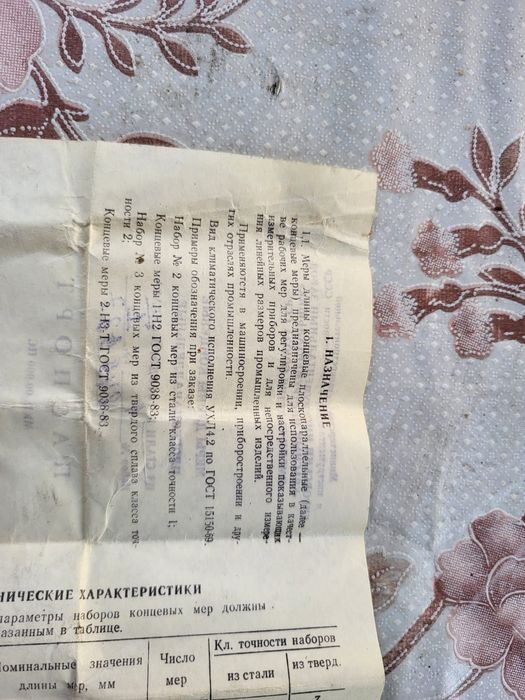 1. НАЗНАЧЕНИЕ
1.1. Меры длины концевые плоскопараллельные (далее —
концевые меры) предназначены для использования в качест-
ве рабочих мер для регулировки и настройки показывающих
измерительных приборов и для непосредственного измере-
ния линейных размеров промышленных изделий.
Применяются в машиностроении, приборостроении и дру-
гих отраслях промышленности.
Вид климатического исполнения УХЛ4.2 по ГОСТ 15150-69.
Примеры обозначения при заказе:
Набор № 2 концевых мер из стали класса точности 1;
Концевые меры 1-Н2 ГОСТ 9038-83;
Набор № 3 концевых мер из твердого сплава класса точ-
ности 2;
Концевые меры 2-Н3-Т ГОСТ 9038-83.
НИЧЕСКИЕ ХАРАКТЕРИСТИКИ
параметры наборов концевых мер должны
азанным в таблице.
Номинальные значения
длины мер, мм
Число
мер
Кл. точности наборов
из стали
из тверд.